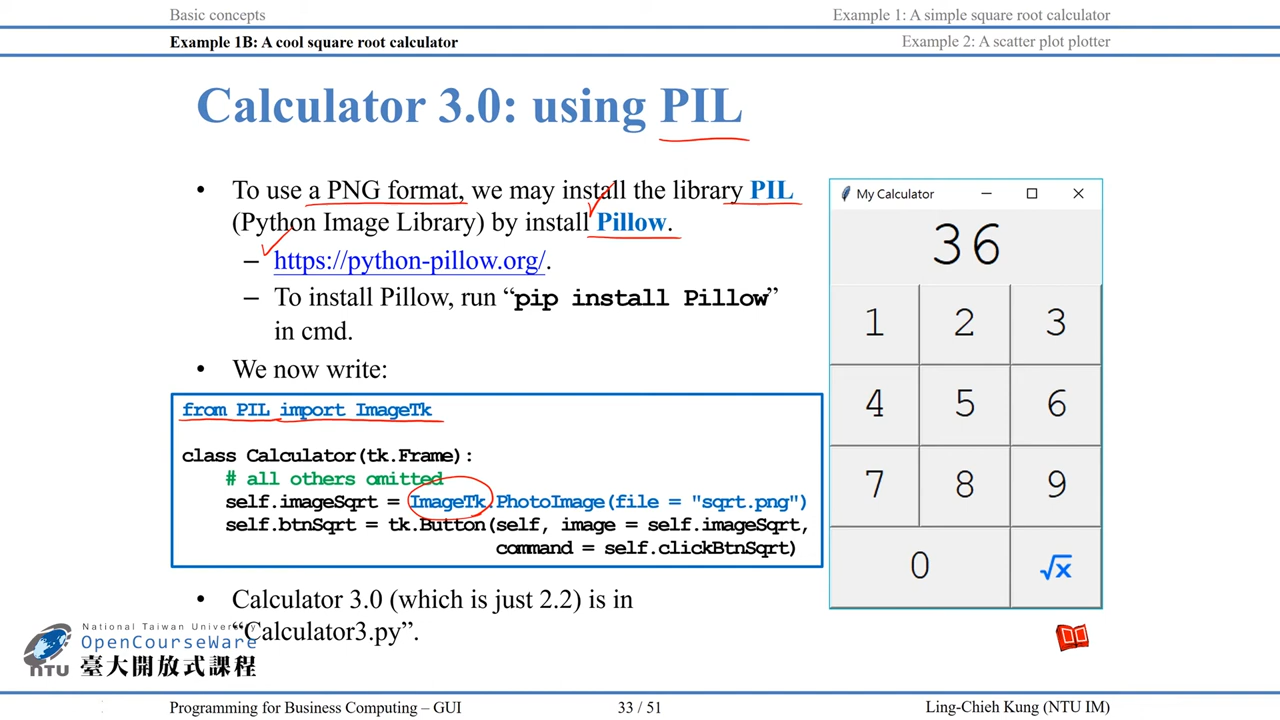 Basic concepts
Example 1: A simple square root calculator
Example 1B: A cool square root calculator
Example 2: A scatter plot plotter
Calculator 3.0: using PIL
• To use a PNG format, we may install the library PIL
(Python Image Library) by install Pillow.
– https://python-pillow.org/.
– To install Pillow, run “pip install Pillow”
in cmd.
• We now write:
from PIL import ImageTk
class Calculator(tk.Frame):
# all others omitted
self.imageSqrt = ImageTk.PhotoImage(file = "sqrt.png")
self.btnSqrt = tk.Button(self, image = self.imageSqrt,
command = self.clickBtnSqrt)
• Calculator 3.0 (which is just 2.2) is in
“Calculator3.py”.
My Calculator
36
1 2 3
4 5 6
7 8 9
0 √x
National Taiwan University
OpenCourseWare
NTU 臺大開放式課程
Programming for Business Computing – GUI
33 / 51
Ling-Chieh Kung (NTU IM)